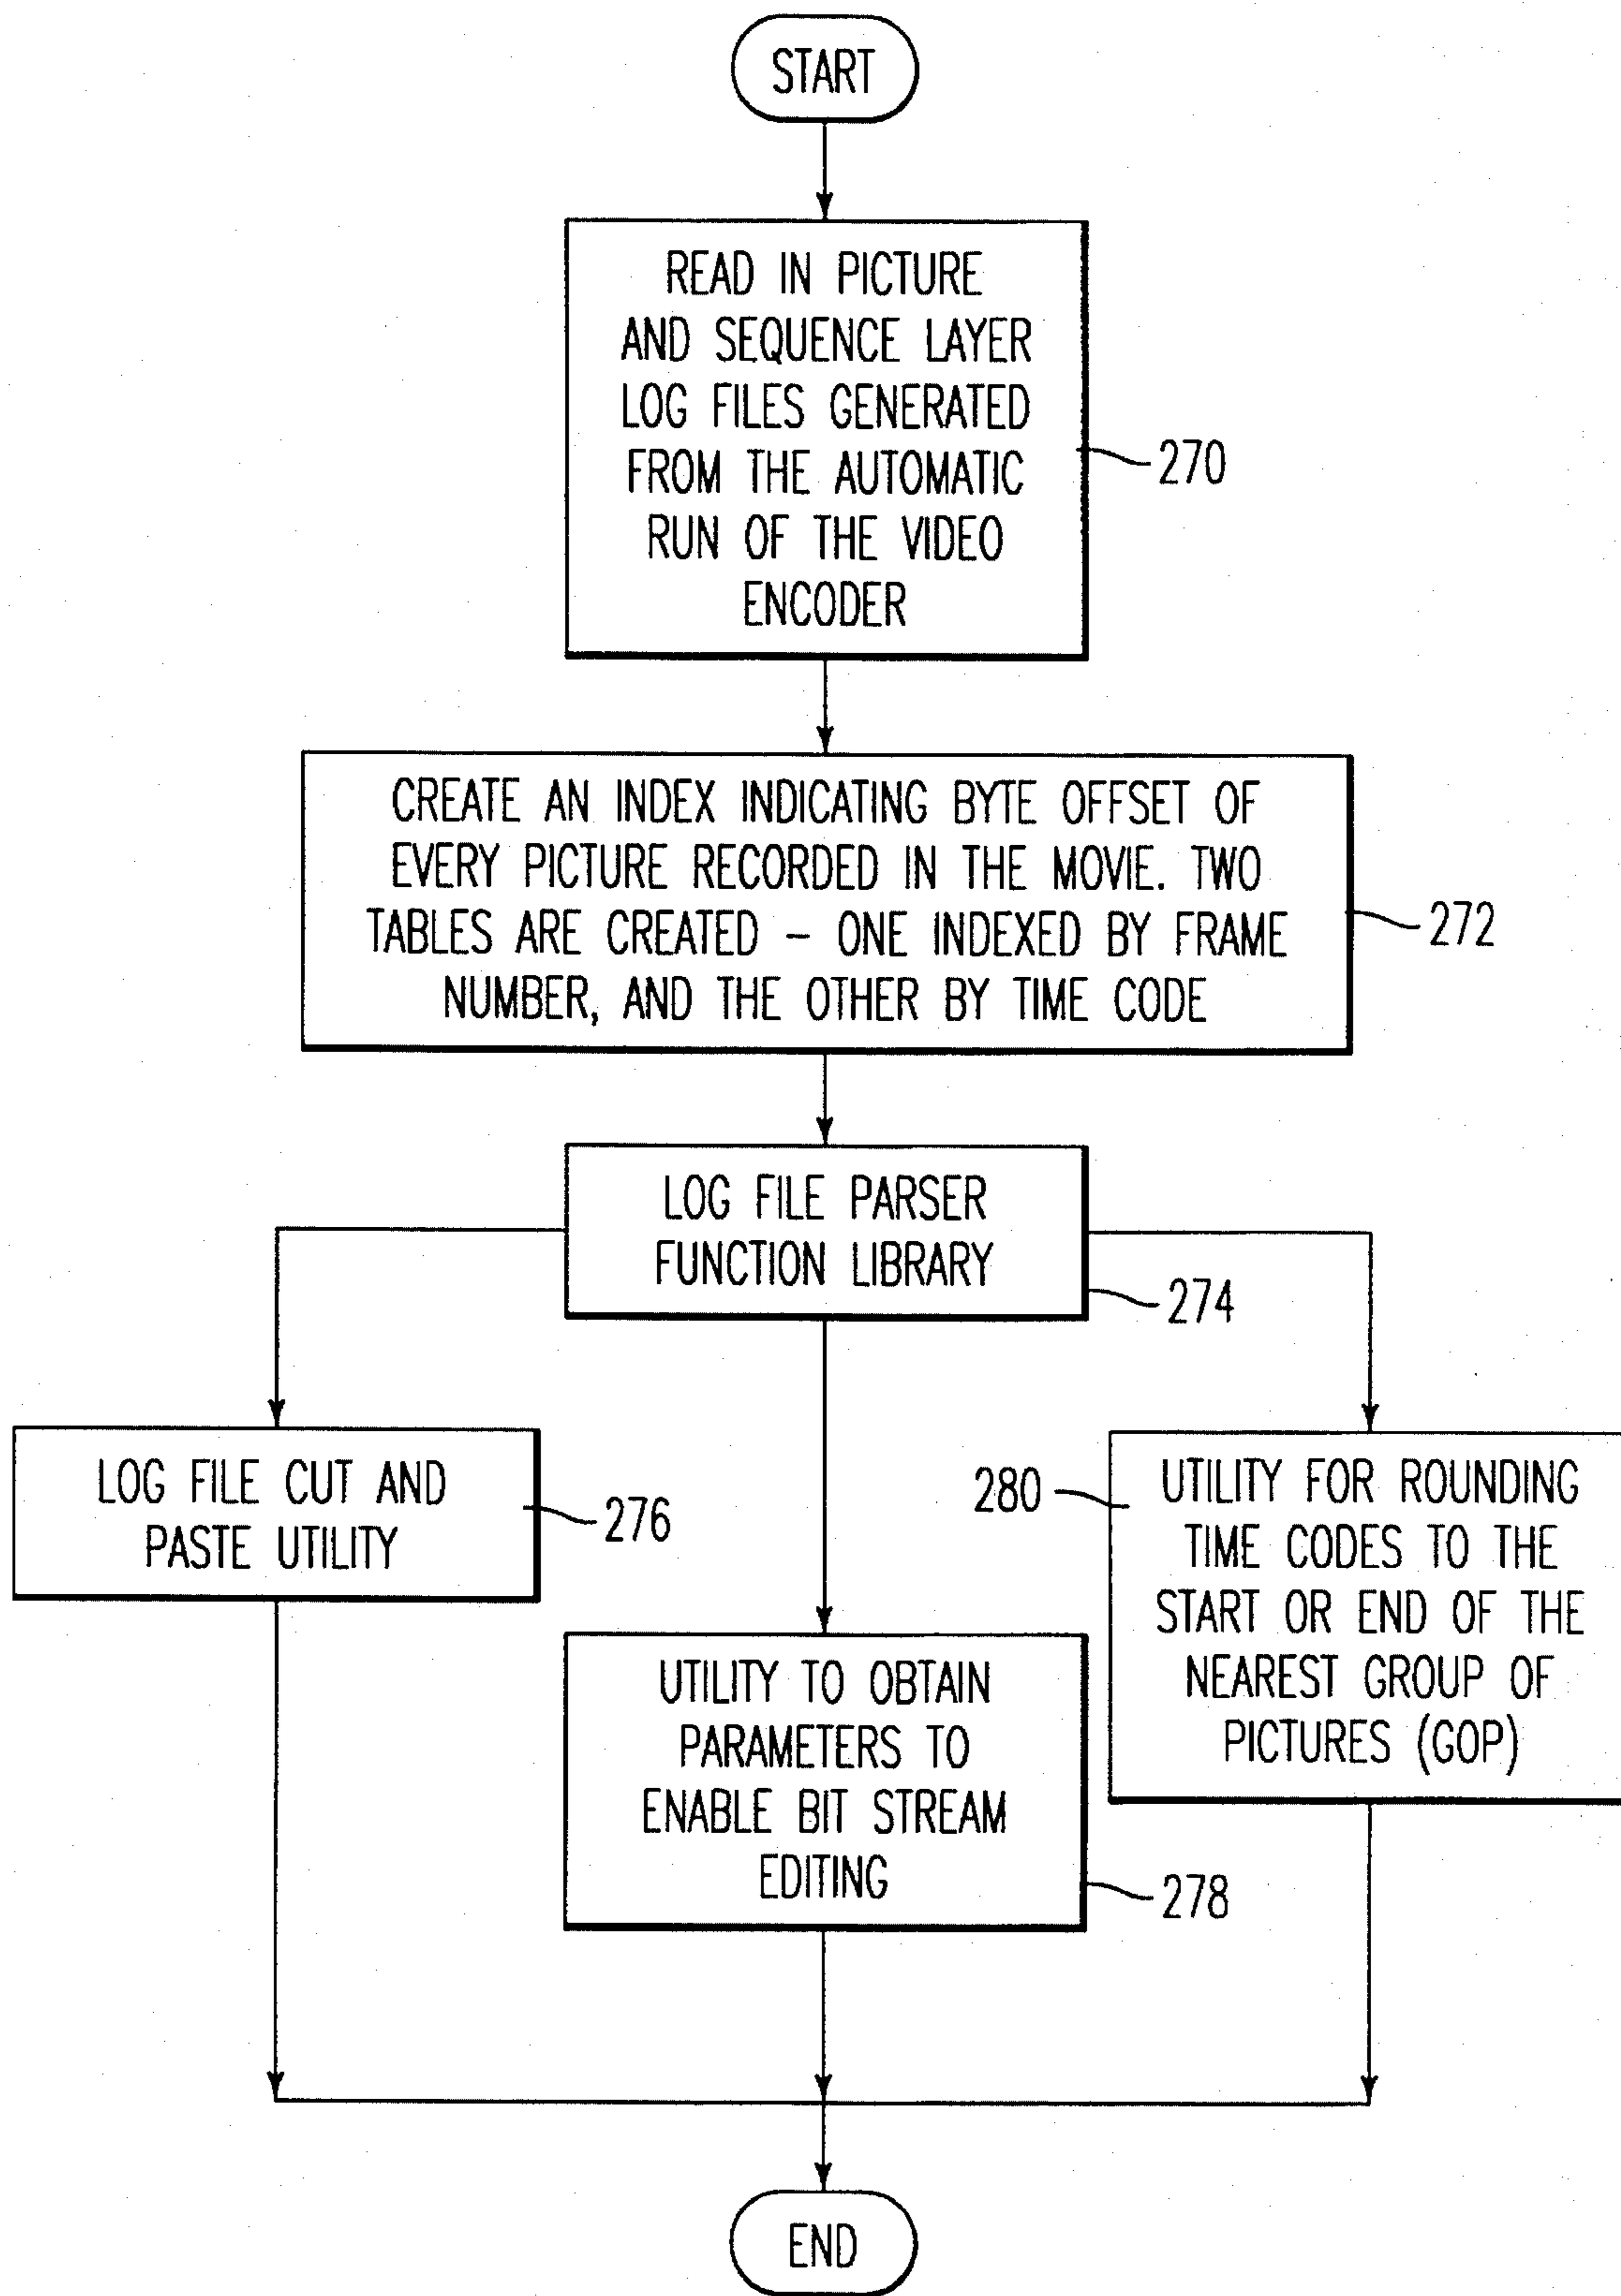 START
READ IN PICTURE
AND SEQUENCE LAYER
LOG FILES GENERATED
FROM THE AUTOMATIC
RUN OF THE VIDEO
ENCODER
270
CREATE AN INDEX INDICATING BYTE OFFSET OF
EVERY PICTURE RECORDED IN THE MOVIE. TWO
TABLES ARE CREATED – ONE INDEXED BY FRAME
NUMBER, AND THE OTHER BY TIME CODE
272
LOG FILE PARSER
FUNCTION LIBRARY
274
LOG FILE CUT AND
PASTE UTILITY
276
280
UTILITY FOR ROUNDING
TIME CODES TO THE
START OR END OF THE
NEAREST GROUP OF
PICTURES (GOP)
UTILITY TO OBTAIN
PARAMETERS TO
ENABLE BIT STREAM
EDITING
278
END